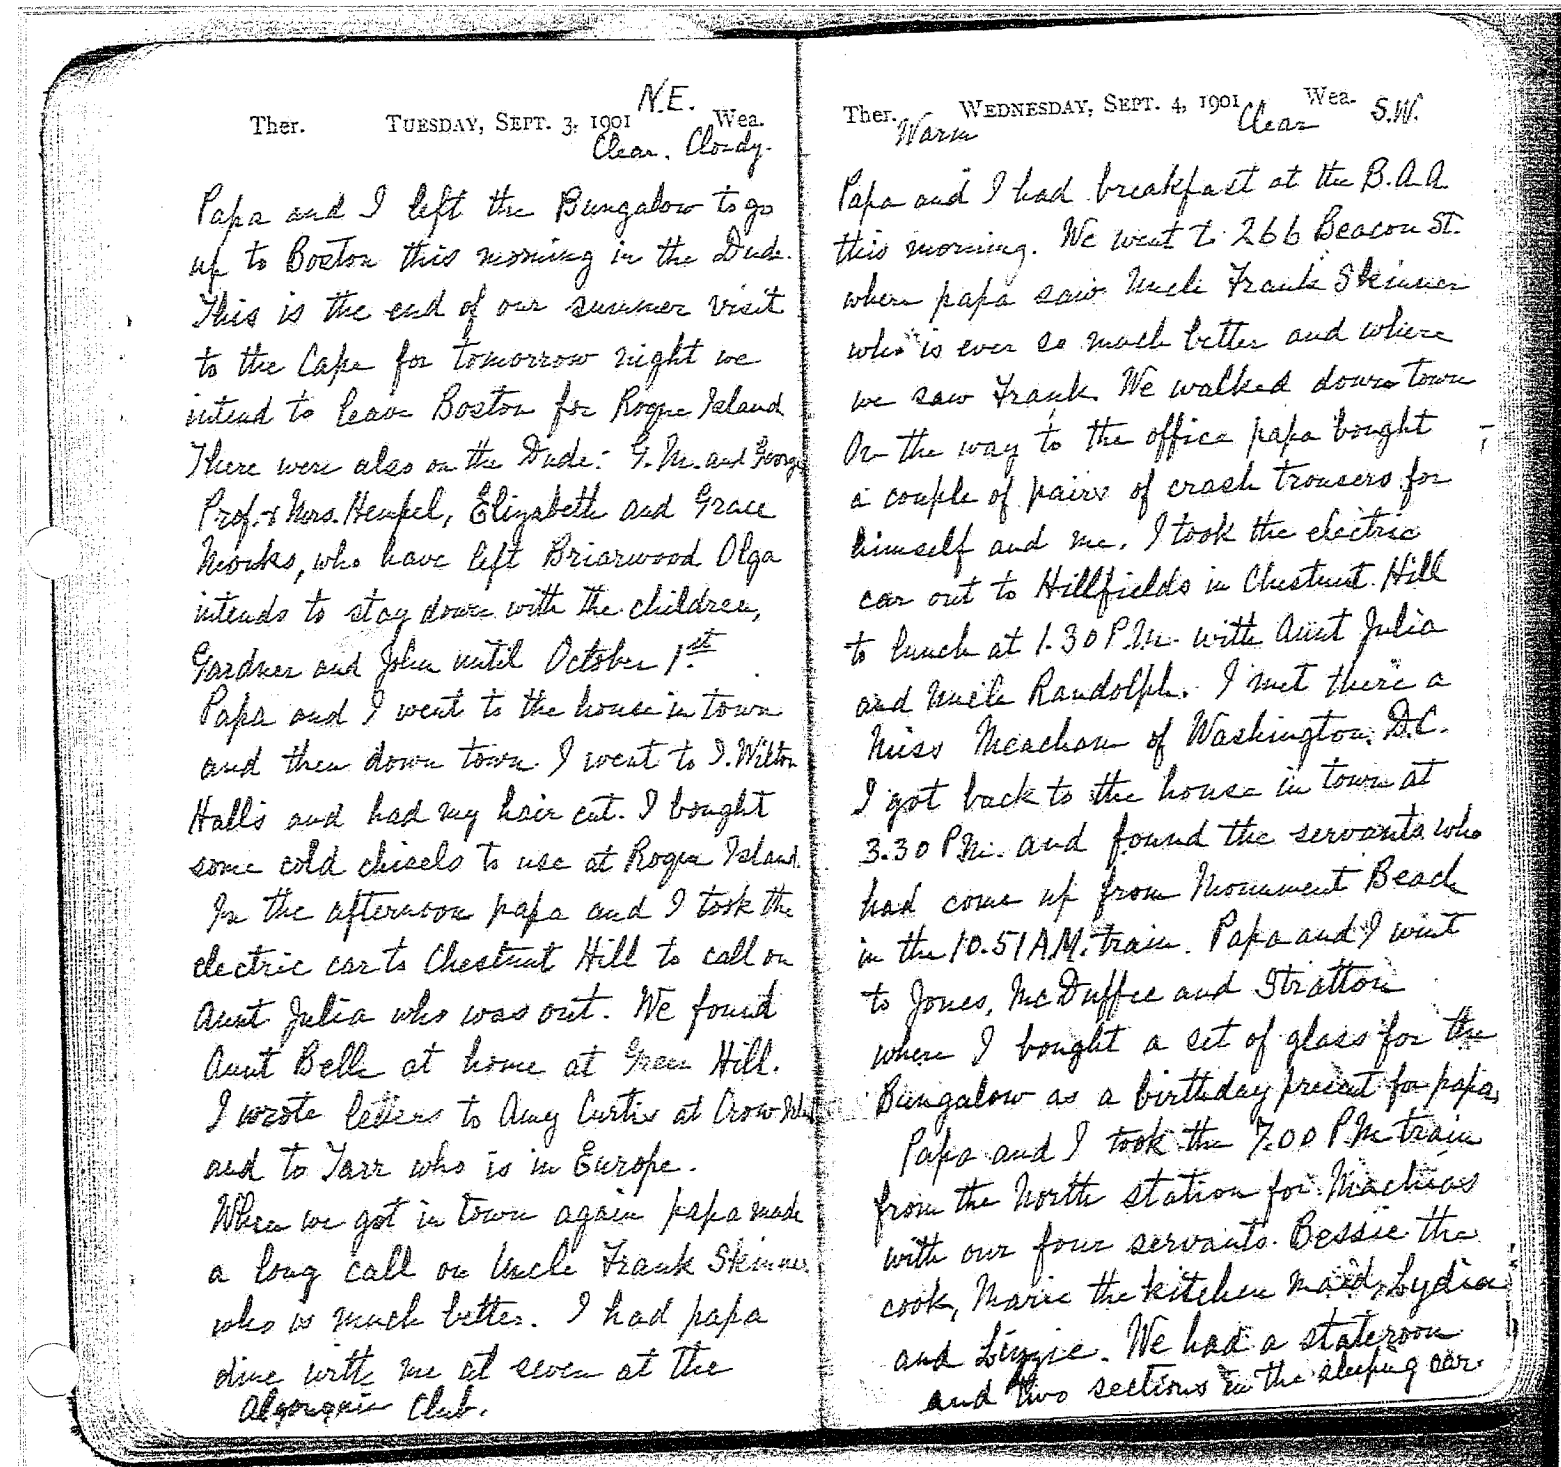 N.E.
Ther. TUESDAY, SEPT. 3, 1901 Wea.
Clear. Cloudy.
Papa and I left the Bungalow to go
up to Boston this morning in the Dude.
This is the end of our summer visit
to the Cape for tomorrow night we
intend to leave Boston for Roque Island
There were also on the Dude:- G.M. and George
Prof. & Mrs. Hempel, Elizabeth and Grace
Monks, who have left Briarwood Olga
intends to stay down with the children,
Gardner and John until October 1st.
Papa and I went to the house in town
and then down town. I went to I. Wilton
Hall's and had my hair cut. I bought
some cold chisels to use at Roque Island.
In the afternoon papa and I took the
electric car to Chestnut Hill to call on
Aunt Julia who was out. We found
Aunt Belle at home at Green Hill.
I wrote letters to Amy Curtis at Crow Isl
and to Tarr who is in Europe.
When we got in town again papa made
a long call on Uncle Frank Skinner
who is much better. I had papa
dine with me at seven at the
Algonquin Club.
Ther. WEDNESDAY, SEPT. 4, 1901 Wea. S.W.
Warm Clear
Papa and I had breakfast at the B.A.A
this morning. We went to 266 Beacon St.
where papa saw Uncle Frank Skinner
who is ever so much better and where
we saw Frank. We walked down town
On the way to the office papa bought
a couple of pairs of crash trousers for
himself and me. I took the electric
car out to Hillfields in Chestnut Hill
to lunch at 1.30 P.M. with Aunt Julia
and Uncle Randolph. I met there a
Miss Meacham of Washington, D.C.
I got back to the house in town at
3.30 P.M. and found the servants who
had come up from Monument Beach
in the 10.51 A.M. train. Papa and I went
to Jones, McDuffee and Stratton
where I bought a set of glass for the
Bungalow as a birthday present for papa.
Papa and I took the 7.00 P.M train
from the North station for Machias
with our four servants. Bessie the
cook, Marie the kitchen maid, Lydia
and Lizzie. We had a stateroom
and two sections in the sleeping car.